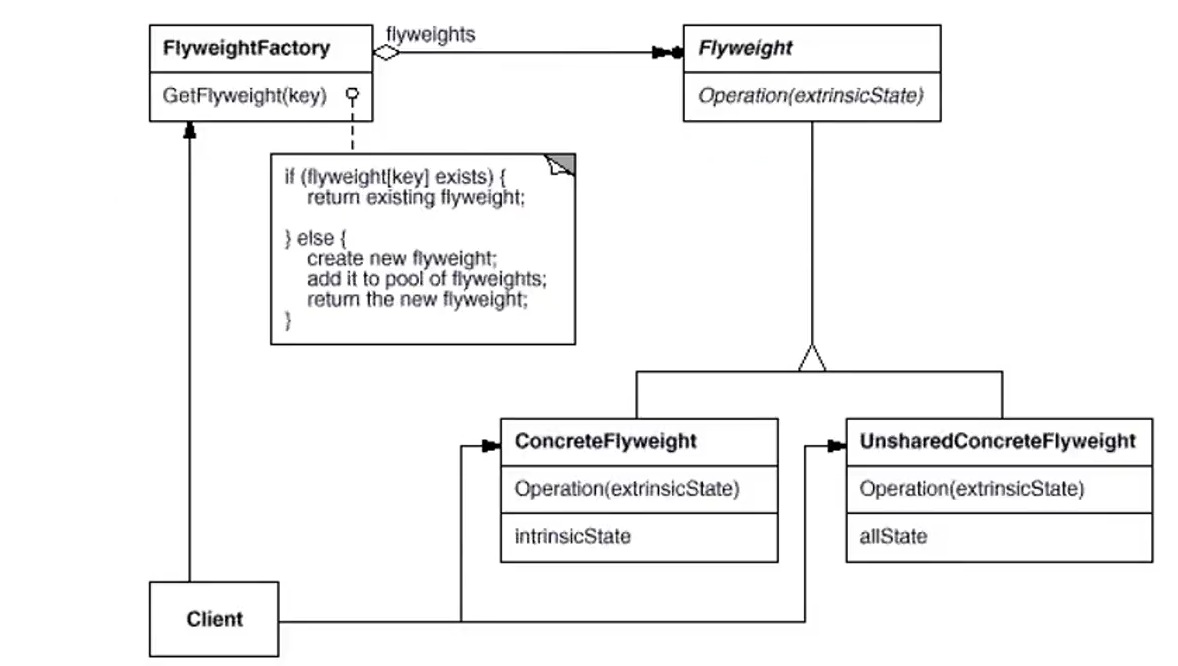 flyweights
FlyweightFactory
Flyweight
GetFlyweight(key)
Operation(extrinsicState)
if (flyweight[key] exists) {
return existing flyweight;
} else {
create new flyweight;
add it to pool of flyweights;
return the new flyweight;
}
ConcreteFlyweight
UnsharedConcreteFlyweight
Operation(extrinsicState)
Operation(extrinsicState)
intrinsicState
allState
Client